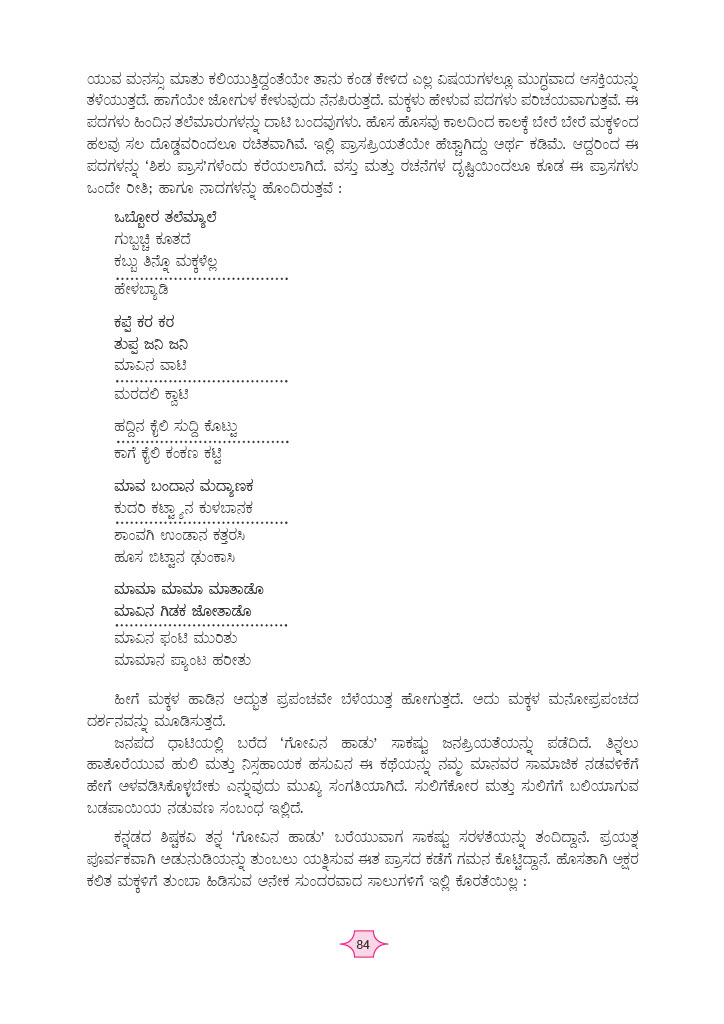 ಯುವ ಮನಸ್ಸು ಮಾತು ಕಲಿಯುತ್ತಿದ್ದಂತೆಯೇ ತಾನು ಕಂಡ ಕೇಳಿದ ಎಲ್ಲ ವಿಷಯಗಳಲ್ಲೂ ಮುಗ್ಧವಾದ ಆಸಕ್ತಿಯನ್ನು
ತಳೆಯುತ್ತದೆ. ಹಾಗೆಯೇ ಜೋಗುಳ ಕೇಳುವುದು ನೆನಪಿರುತ್ತದೆ. ಮಕ್ಕಳು ಹೇಳುವ ಪದಗಳು ಪರಿಚಯವಾಗುತ್ತವೆ. ಈ
ಪದಗಳು ಹಿಂದಿನ ತಲೆಮಾರುಗಳನ್ನು ದಾಟಿ ಬಂದವುಗಳು. ಹೊಸ ಹೊಸವು ಕಾಲದಿಂದ ಕಾಲಕ್ಕೆ ಬೇರೆ ಬೇರೆ ಮಕ್ಕಳಿಂದ
ಹಲವು ಸಲ ದೊಡ್ಡವರಿಂದಲೂ ರಚಿತವಾಗಿವೆ. ಇಲ್ಲಿ ಪ್ರಾಸಪ್ರಿಯತೆಯೇ ಹೆಚ್ಚಾಗಿದ್ದು ಅರ್ಥ ಕಡಿಮೆ. ಆದ್ದರಿಂದ ಈ
ಪದಗಳನ್ನು ‘ಶಿಶು ಪ್ರಾಸ’ಗಳೆಂದು ಕರೆಯಲಾಗಿದೆ. ವಸ್ತು ಮತ್ತು ರಚನೆಗಳ ದೃಷ್ಟಿಯಿಂದಲೂ ಕೂಡ ಈ ಪ್ರಾಸಗಳು
ಒಂದೇ ರೀತಿ; ಹಾಗೂ ನಾದಗಳನ್ನು ಹೊಂದಿರುತ್ತವೆ :
ಒಬ್ಬೋರ ತಲೆಮ್ಯಾಲೆ
ಗುಬ್ಬಚ್ಚಿ ಕೂತದೆ
ಕಬ್ಬು ತಿನ್ನೊ ಮಕ್ಕಳೆಲ್ಲ
....................................
ಹೇಳಬ್ಯಾಡಿ
ಕಪ್ಪೆ ಕರ ಕರ
ತುಪ್ಪ ಜನಿ ಜನಿ
ಮಾವಿನ ವಾಟಿ
....................................
ಮರದಲಿ ಕ್ವಾಟಿ
ಹದ್ದಿನ ಕೈಲಿ ಸುದ್ದಿ ಕೊಟ್ಟು
....................................
ಕಾಗೆ ಕೈಲಿ ಕಂಕಣ ಕಟ್ಟಿ
ಮಾವ ಬಂದಾನ ಮದ್ಯಾಣಕ
ಕುದರಿ ಕಟ್ಟ್ಯಾನ ಕುಳಬಾನಕ
....................................
ಶಾಂವಗಿ ಉಂಡಾನ ಕತ್ತರಸಿ
ಹೂಸ ಬಿಟ್ಟಾನ ಢುಂಕಾಸಿ
ಮಾಮಾ ಮಾಮಾ ಮಾತಾಡೊ
ಮಾವಿನ ಗಿಡಕ ಜೋತಾಡೊ
....................................
ಮಾವಿನ ಫಂಟಿ ಮುರಿತು
ಮಾಮಾನ ಪ್ಯಾಂಟ ಹರೀತು
ಹೀಗೆ ಮಕ್ಕಳ ಹಾಡಿನ ಅದ್ಭುತ ಪ್ರಪಂಚವೇ ಬೆಳೆಯುತ್ತ ಹೋಗುತ್ತದೆ. ಅದು ಮಕ್ಕಳ ಮನೋಪ್ರಪಂಚದ
ದರ್ಶನವನ್ನು ಮೂಡಿಸುತ್ತದೆ.
ಜನಪದ ಧಾಟಿಯಲ್ಲಿ ಬರೆದ ‘ಗೋವಿನ ಹಾಡು’ ಸಾಕಷ್ಟು ಜನಪ್ರಿಯತೆಯನ್ನು ಪಡೆದಿದೆ. ತಿನ್ನಲು
ಹಾತೊರೆಯುವ ಹುಲಿ ಮತ್ತು ನಿಸ್ಸಹಾಯಕ ಹಸುವಿನ ಈ ಕಥೆಯನ್ನು ನಮ್ಮ ಮಾನವರ ಸಾಮಾಜಿಕ ನಡವಳಿಕೆಗೆ
ಹೇಗೆ ಅಳವಡಿಸಿಕೊಳ್ಳಬೇಕು ಎನ್ನುವುದು ಮುಖ್ಯ ಸಂಗತಿಯಾಗಿದೆ. ಸುಲಿಗೆಕೋರ ಮತ್ತು ಸುಲಿಗೆಗೆ ಬಲಿಯಾಗುವ
ಬಡಪಾಯಿಯ ನಡುವಣ ಸಂಬಂಧ ಇಲ್ಲಿದೆ.
ಕನ್ನಡದ ಶಿಷ್ಟಕವಿ ತನ್ನ ‘ಗೋವಿನ ಹಾಡು’ ಬರೆಯುವಾಗ ಸಾಕಷ್ಟು ಸರಳತೆಯನ್ನು ತಂದಿದ್ದಾನೆ. ಪ್ರಯತ್ನ
ಪೂರ್ವಕವಾಗಿ ಆಡುನುಡಿಯನ್ನು ತುಂಬಲು ಯತ್ನಿಸುವ ಈತ ಪ್ರಾಸದ ಕಡೆಗೆ ಗಮನ ಕೊಟ್ಟಿದ್ದಾನೆ. ಹೊಸತಾಗಿ ಅಕ್ಷರ
ಕಲಿತ ಮಕ್ಕಳಿಗೆ ತುಂಬಾ ಹಿಡಿಸುವ ಅನೇಕ ಸುಂದರವಾದ ಸಾಲುಗಳಿಗೆ ಇಲ್ಲಿ ಕೊರತೆಯಿಲ್ಲ :
84